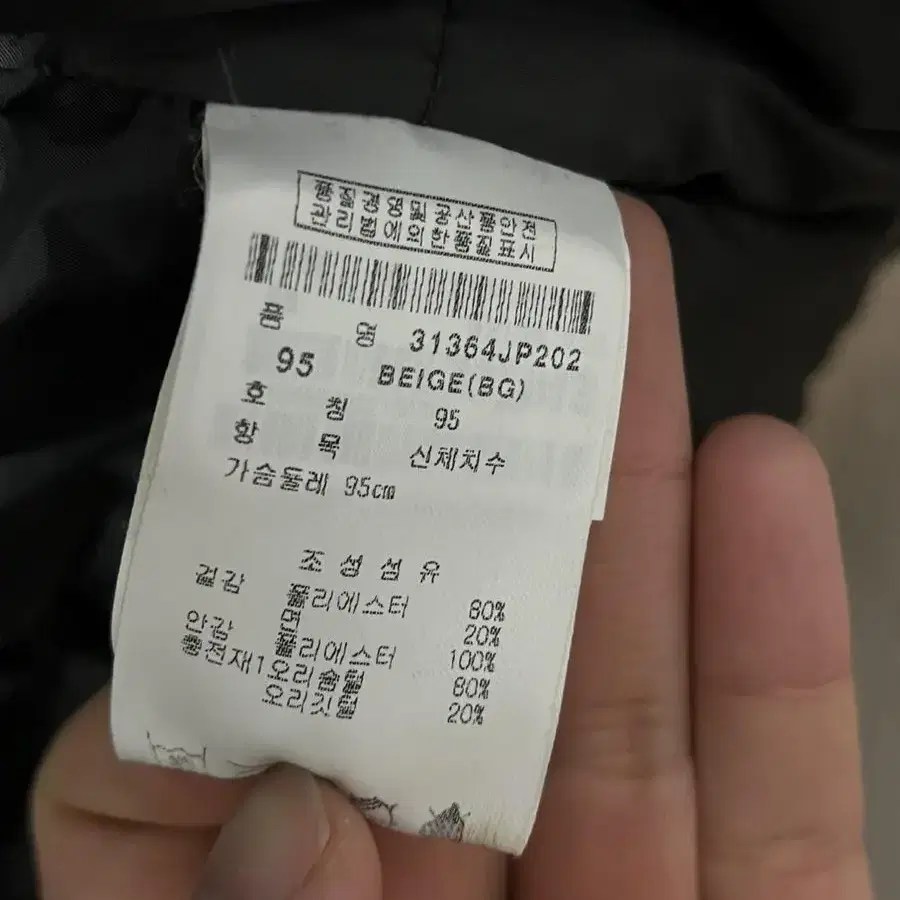 품질경영및공산품안전
관리법에의한품질표시
품 명 31364JP202
95 BEIGE(BG)
호 칭 95
항 목 신체치수
가슴둘레 95cm
조성섬유
겉감 폴리에스터 80%
면 20%
안감 폴리에스터 100%
충전재1 오리솜털 80%
오리깃털 20%